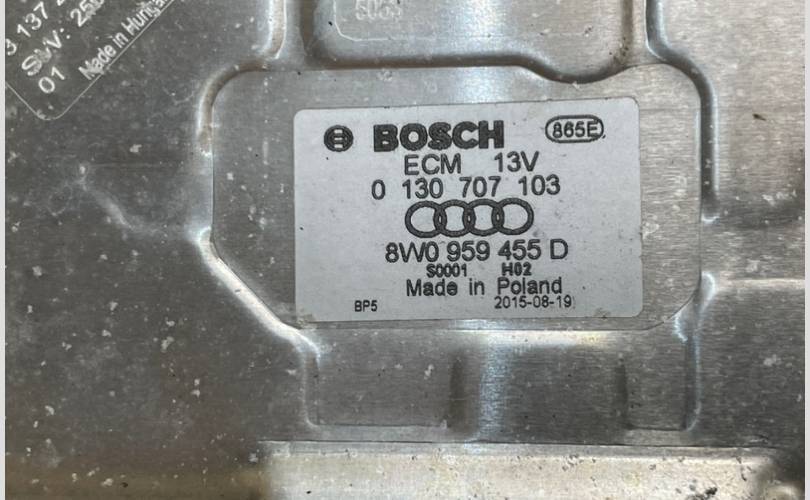 SW:
01
Made in
BOSCH 865E
ECM 13V
0 130 707 103
8W0 959 455 D
S0001 H02
Made in Poland
BP5 2015-08-19